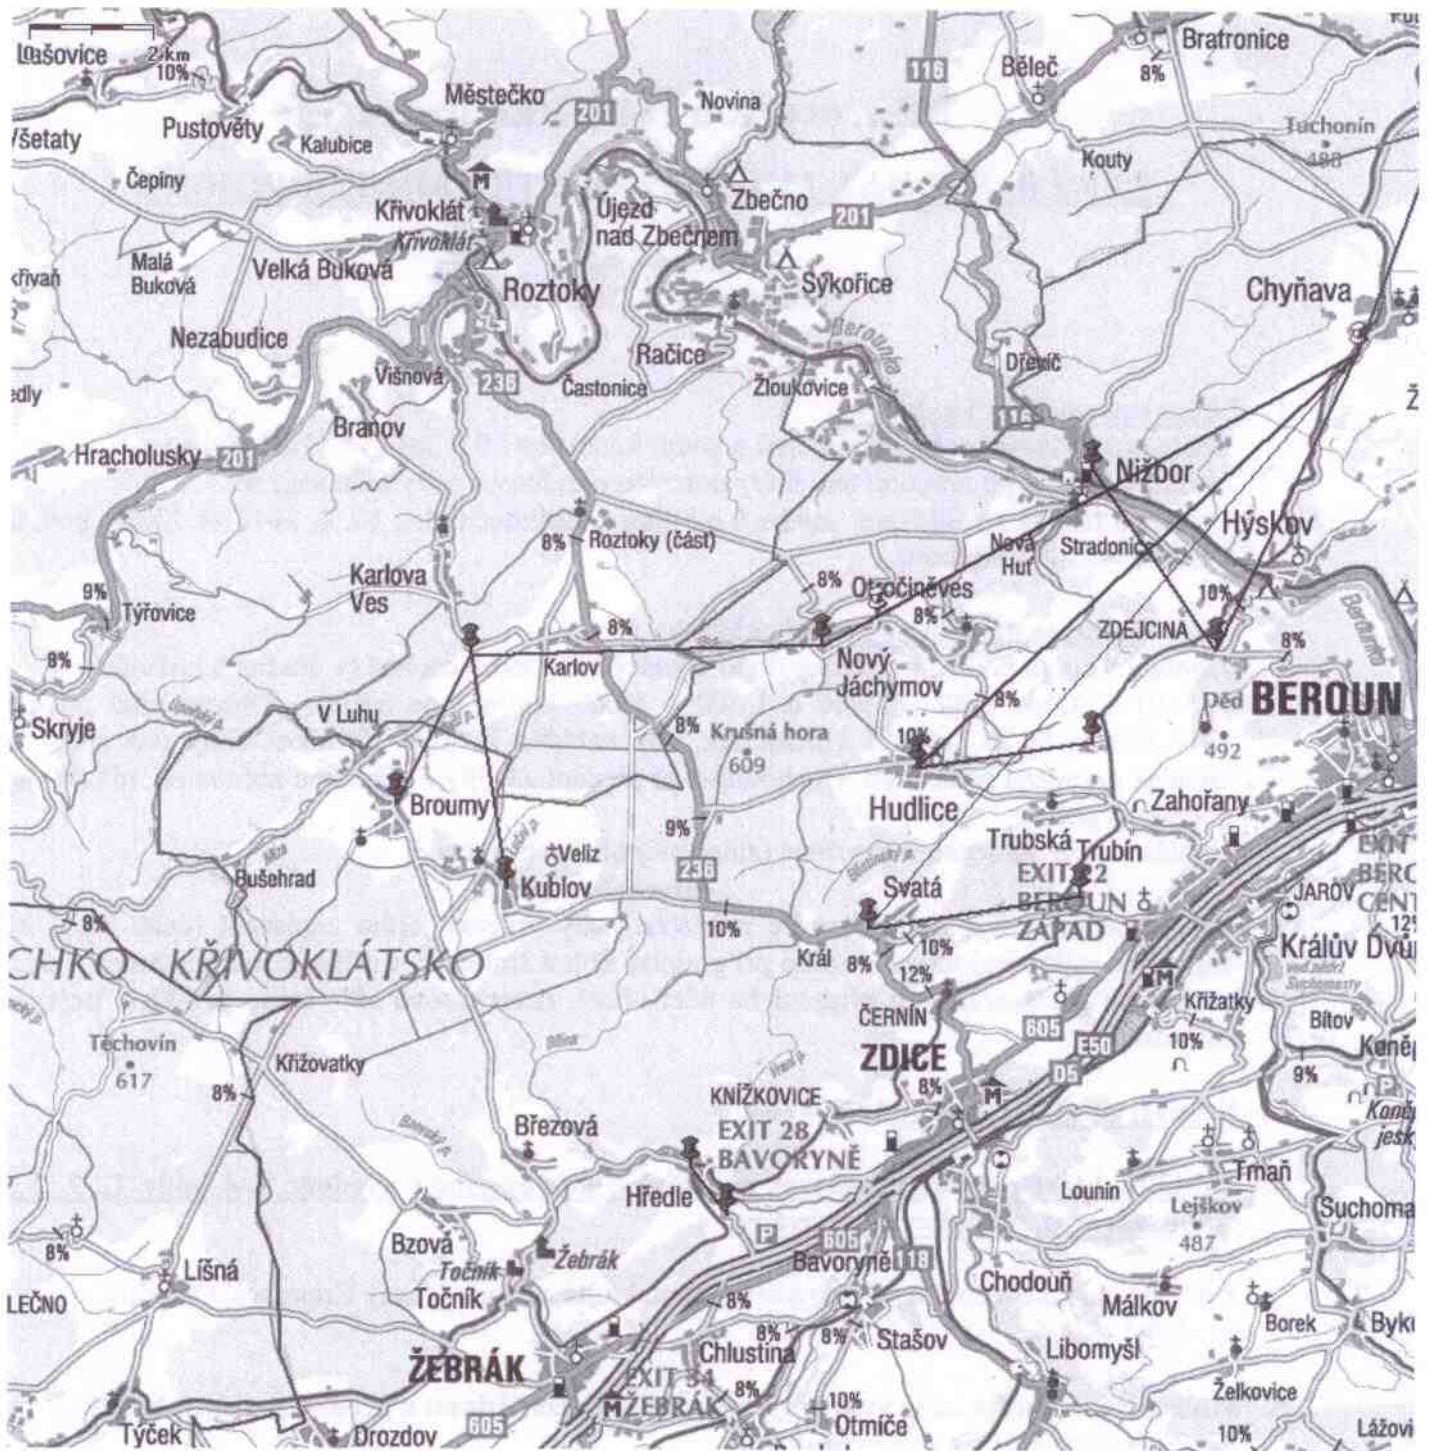 Lašovice
0
2 km
10%
Městečko
Novina
116
Běleč
Bratronice
8%
201
Všetaty
Pustověty
Kalubice
Tuchonín
488
Kouty
Čepiny
M
Křivoklát
Křivoklát
Újezd
nad Zbečnem
Zbečno
201
Malá
Buková
Velká Buková
Roztoky
Sýkořice
Chyňava
Nezabudice
Berounka
Račice
Dřevíč
Višnová
236
Častonice
Žloukovice
116
Branov
Hracholusky
201
Nižbor
Hýskov
8%
Roztoky (část)
Nová
Huť
Stradonice
Karlova
Ves
8%
Otročiněves
8%
10%
9%
Týřovice
8%
ZDEJCINA
8%
Berounka
8%
Karlov
Nový
Jáchymov
8%
Děd
492
BEROUN
Skryje
V Luhu
8%
Krušná hora
609
10%
Broumy
Hudlice
Zahořany
9%
Trubská
Trubín
Veliz
Kublov
236
Bušehrad
Svatá
EXIT 22
BEROUN
ZÁPAD
JAROV
8%
10%
10%
12%
Král
8%
12%
Králův Dvůr
CHKO KŘIVOKLÁTSKO
M
Křižatky
ČERNÍN
605
Bítov
Těchovín
617
Křížovatky
ZDICE
E50
D5
10%
9%
8%
KNÍŽKOVICE
8%
M
EXIT 28
BAVORYNĚ
Březová
Tmaň
Hředle
Lounín
Lejškov
487
8%
Bzová
P
605
Bavoryně
118
Líšná
Točník
Žebrák
Točník
Chodouň
Málkov
8%
Borek
8%
8%
Stašov
Chlustina
Libomyšl
ŽEBRÁK
EXIT 34
M ŽEBRÁK
8%
Želkovice
10%
Týček
Drozdov
605
Otmíče
10%